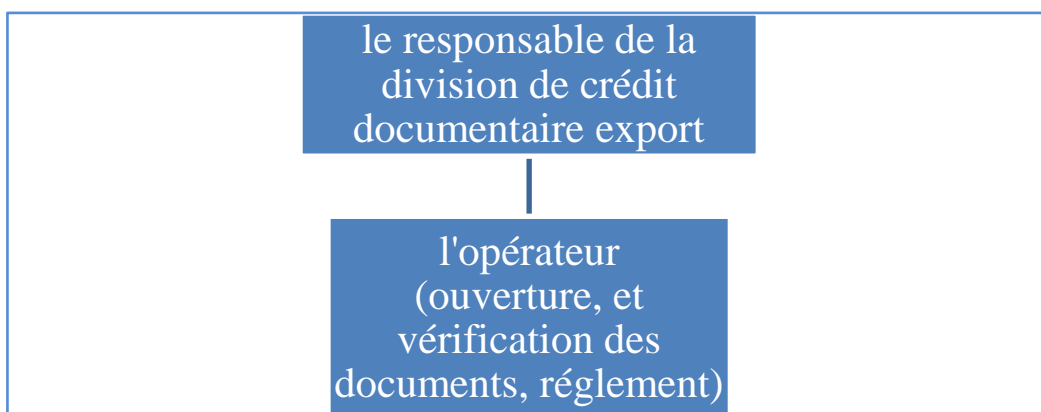 le responsable de la
division de crédit
documentaire export
l'opérateur
(ouverture, et
vérification des
documents, réglement)